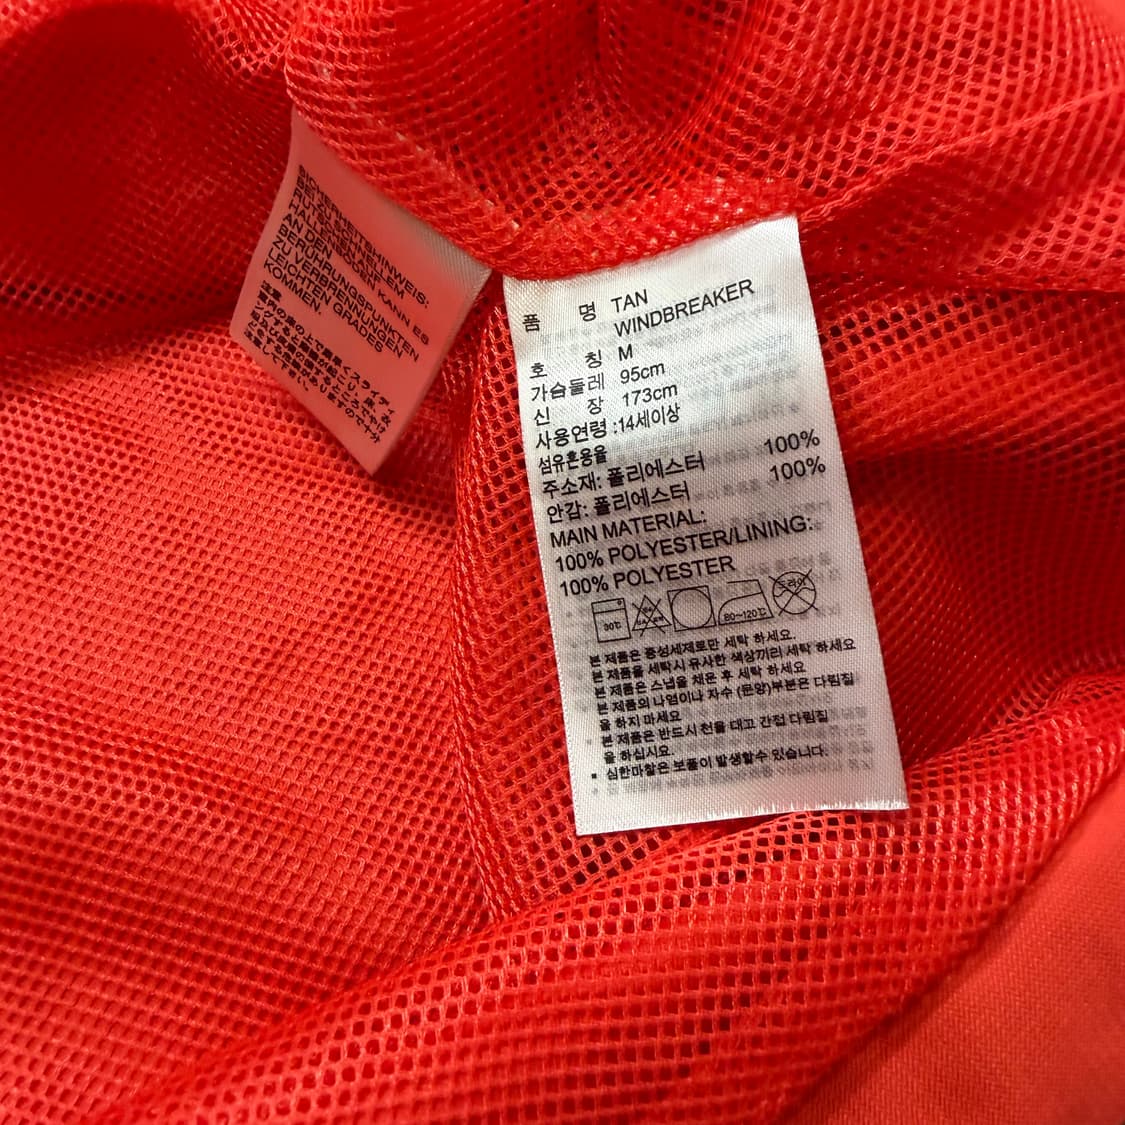 SICHERHEITSHINWEIS:
BEI ZU SCHNELLEM
HALLENBODEN KANN ES
AN DEN
BERÜHRUNGSPUNKTEN
ZU VERBRENNUNGEN
LEICHTEN GRADES
KOMMEN.
注意
품 명 TAN
WINDBREAKER
호 칭 M
가슴둘레 95cm
신 장 173cm
사용연령 :14세이상
섬유혼용율
주소재: 폴리에스터 100%
안감: 폴리에스터 100%
MAIN MATERIAL:
100% POLYESTER/LINING:
100% POLYESTER
30℃
80~120℃
드라이
본 제품은 중성세제로만 세탁 하세요.
본 제품을 세탁시 유사한 색상끼리 세탁 하세요
본 제품은 스냅을 채운 후 세탁 하세요
본 제품의 나염이나 자수 (문양)부분은 다림질
을 하지 마세요
본 제품은 반드시 천을 대고 간접 다림질
을 하십시요.
심한마찰은 보풀이 발생할수 있습니다.